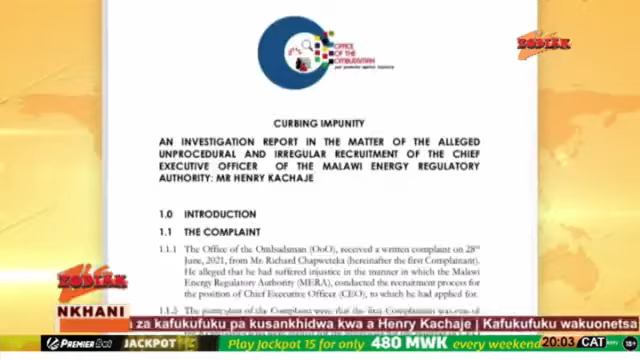 OFFICE
OF THE
OMBUDSMAN
ZODIAK
CURBING IMPUNITY
AN INVESTIGATION REPORT IN THE MATTER OF THE ALLEGED
UNPROCEDURAL AND IRREGULAR RECRUITMENT OF THE CHIEF
EXECUTIVE OFFICER OF THE MALAWI ENERGY REGULATORY
AUTHORITY: MR HENRY KACHAJE
1.0 INTRODUCTION
1.1 THE COMPLAINT
1.1.1 The Office of the Ombudsman (OoO), received a written complaint on 28th
June, 2021, from Mr. Richard Chapweteka (hereinafter the first Complainant).
He alleged that he had suffered injustice in the manner in which the Malawi
Energy Regulatory Authority (MERA), conducted the recruitment process for
the position of Chief Executive Officer (CEO), to which he had applied for.
ZODIAK
NKHANI
za kafukufuku pa kusankhidwa kwa a Henry Kachaje | Kafukufuku wakuonetsa
PREMIER Bet JACKPOT Play Jackpot 15 for only 480 MWK every weekend 20:03 CAT 18+